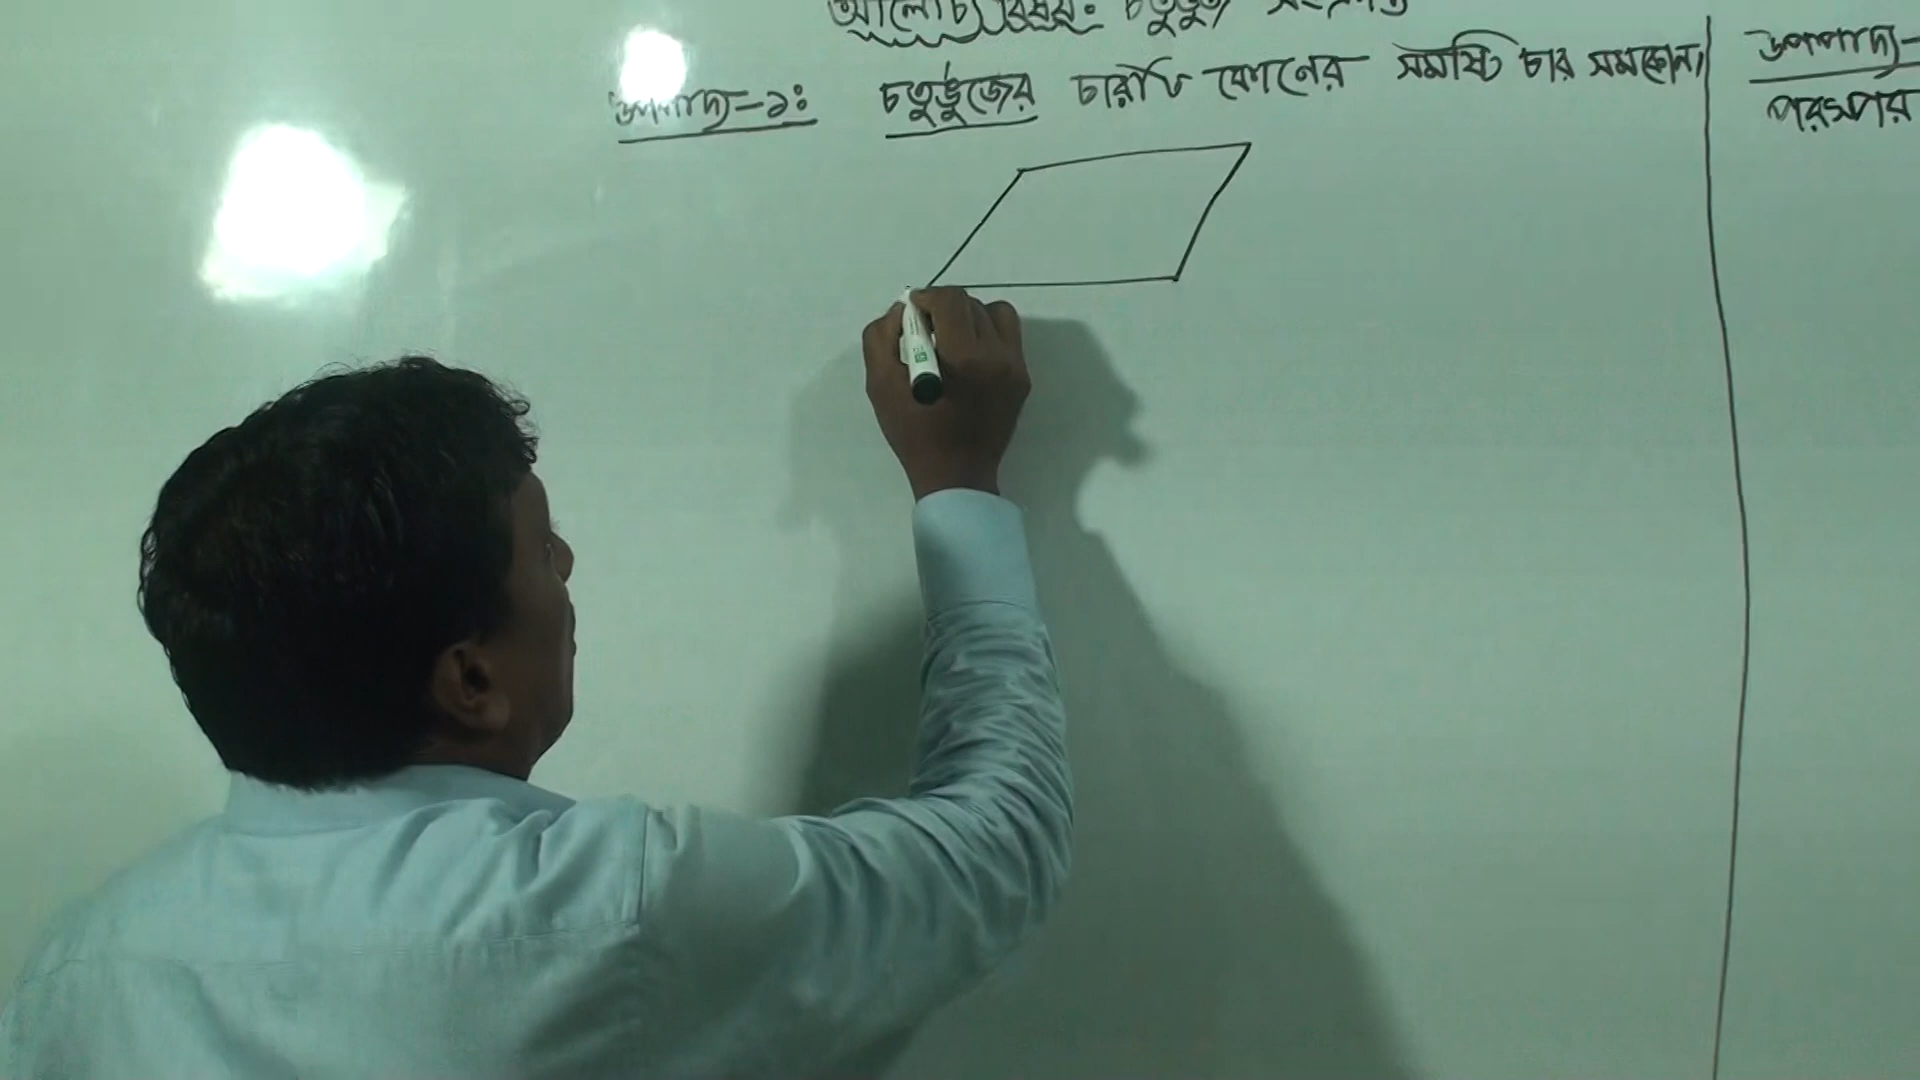 আলোচ্য বিষয়: চতুর্ভুজ সংক্রান্ত
উপপাদ্য-১ঃ চতুর্ভুজের চারটি কোনের সমষ্টি চার সমকোন।
উপপাদ্য-
পরস্পর